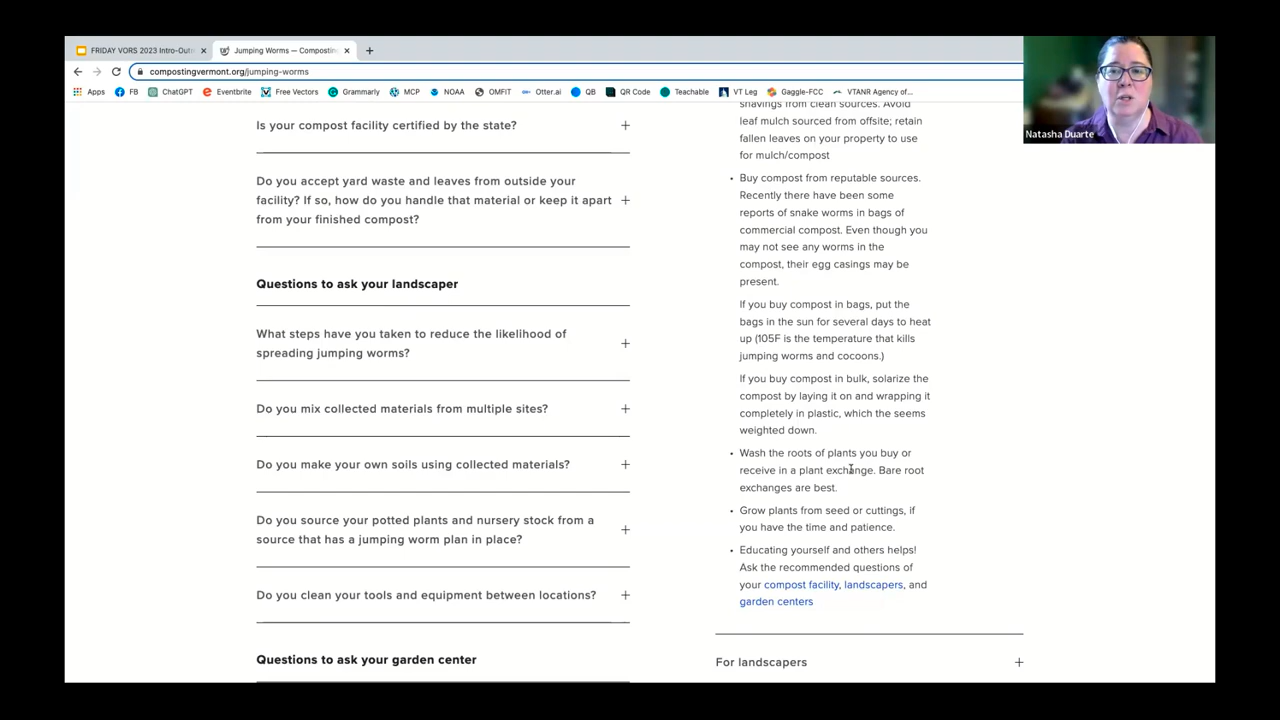 FRIDAY VORS 2023 Intro-Out
Jumping Worms — Compostin
compostingvermont.org/jumping-worms
Apps FB ChatGPT Eventbrite Free Vectors Grammarly MCP NOAA OMFIT Otter.ai QB QR Code Teachable VT Leg Gaggle-FCC VTANR Agency of...
Natasha Duarte
Is your compost facility certified by the state?
Do you accept yard waste and leaves from outside your
facility? If so, how do you handle that material or keep it apart
from your finished compost?
Questions to ask your landscaper
What steps have you taken to reduce the likelihood of
spreading jumping worms?
Do you mix collected materials from multiple sites?
Do you make your own soils using collected materials?
Do you source your potted plants and nursery stock from a
source that has a jumping worm plan in place?
Do you clean your tools and equipment between locations?
Questions to ask your garden center
shavings from clean sources. Avoid
leaf mulch sourced from offsite; retain
fallen leaves on your property to use
for mulch/compost
• Buy compost from reputable sources.
Recently there have been some
reports of snake worms in bags of
commercial compost. Even though you
may not see any worms in the
compost, their egg casings may be
present.
If you buy compost in bags, put the
bags in the sun for several days to heat
up (105F is the temperature that kills
jumping worms and cocoons.)
If you buy compost in bulk, solarize the
compost by laying it on and wrapping it
completely in plastic, which the seems
weighted down.
• Wash the roots of plants you buy or
receive in a plant exchange. Bare root
exchanges are best.
• Grow plants from seed or cuttings, if
you have the time and patience.
• Educating yourself and others helps!
Ask the recommended questions of
your compost facility, landscapers, and
garden centers
For landscapers